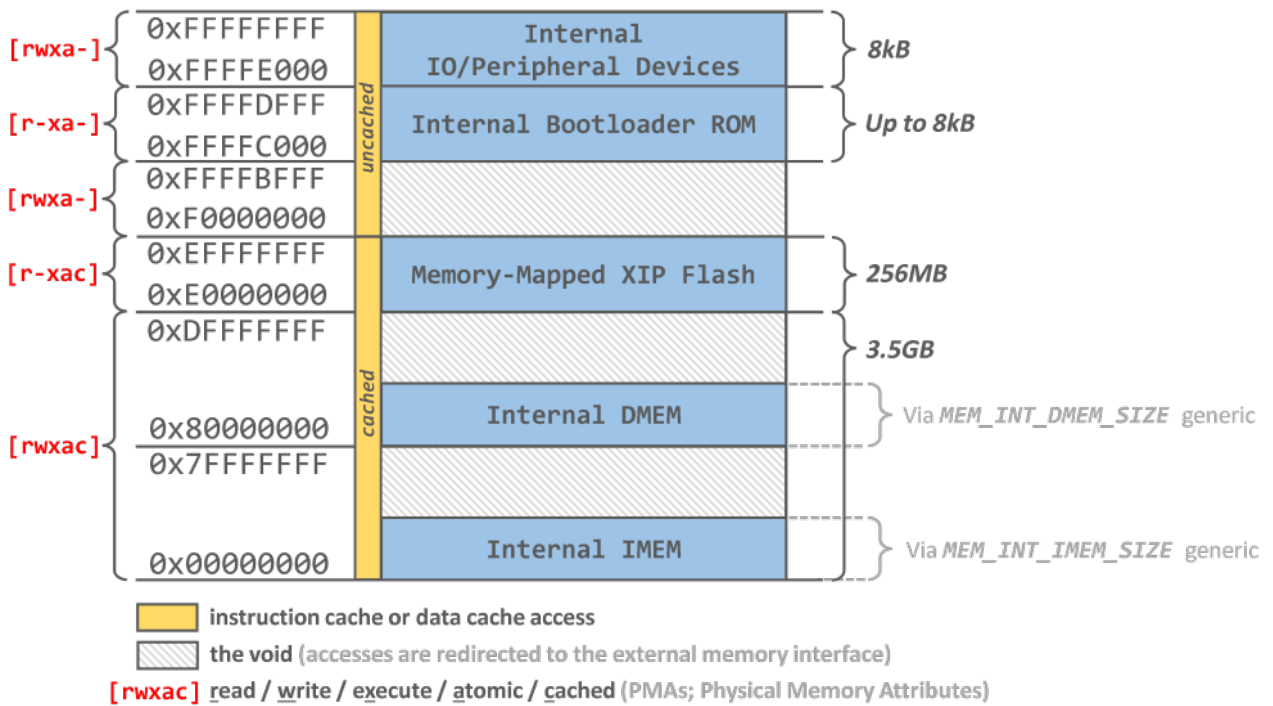 [rwxa-]
0xFFFFFFFF
0xFFFFE000
Internal
IO/Peripheral Devices
8kB
[r-xa-]
0xFFFFDFFF
0xFFFFC000
Internal Bootloader ROM
Up to 8kB
uncached
[rwxa-]
0xFFFFBFFF
0xF0000000
[r-xac]
0xEFFFFFFF
0xE0000000
Memory-Mapped XIP Flash
256MB
[rwxac]
0xDFFFFFFF
3.5GB
cached
0x80000000
Internal DMEM
Via MEM_INT_DMEM_SIZE generic
0x7FFFFFFF
0x00000000
Internal IMEM
Via MEM_INT_IMEM_SIZE generic
instruction cache or data cache access
the void (accesses are redirected to the external memory interface)
[rwxac] read / write / execute / atomic / cached (PMAs; Physical Memory Attributes)